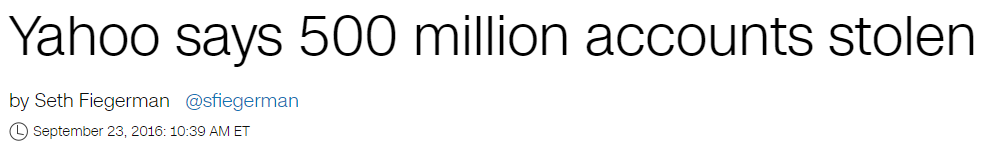 Yahoo says 500 million accounts stolen
by Seth Fiegerman @sfiegerman
September 23, 2016: 10:39 AM ET